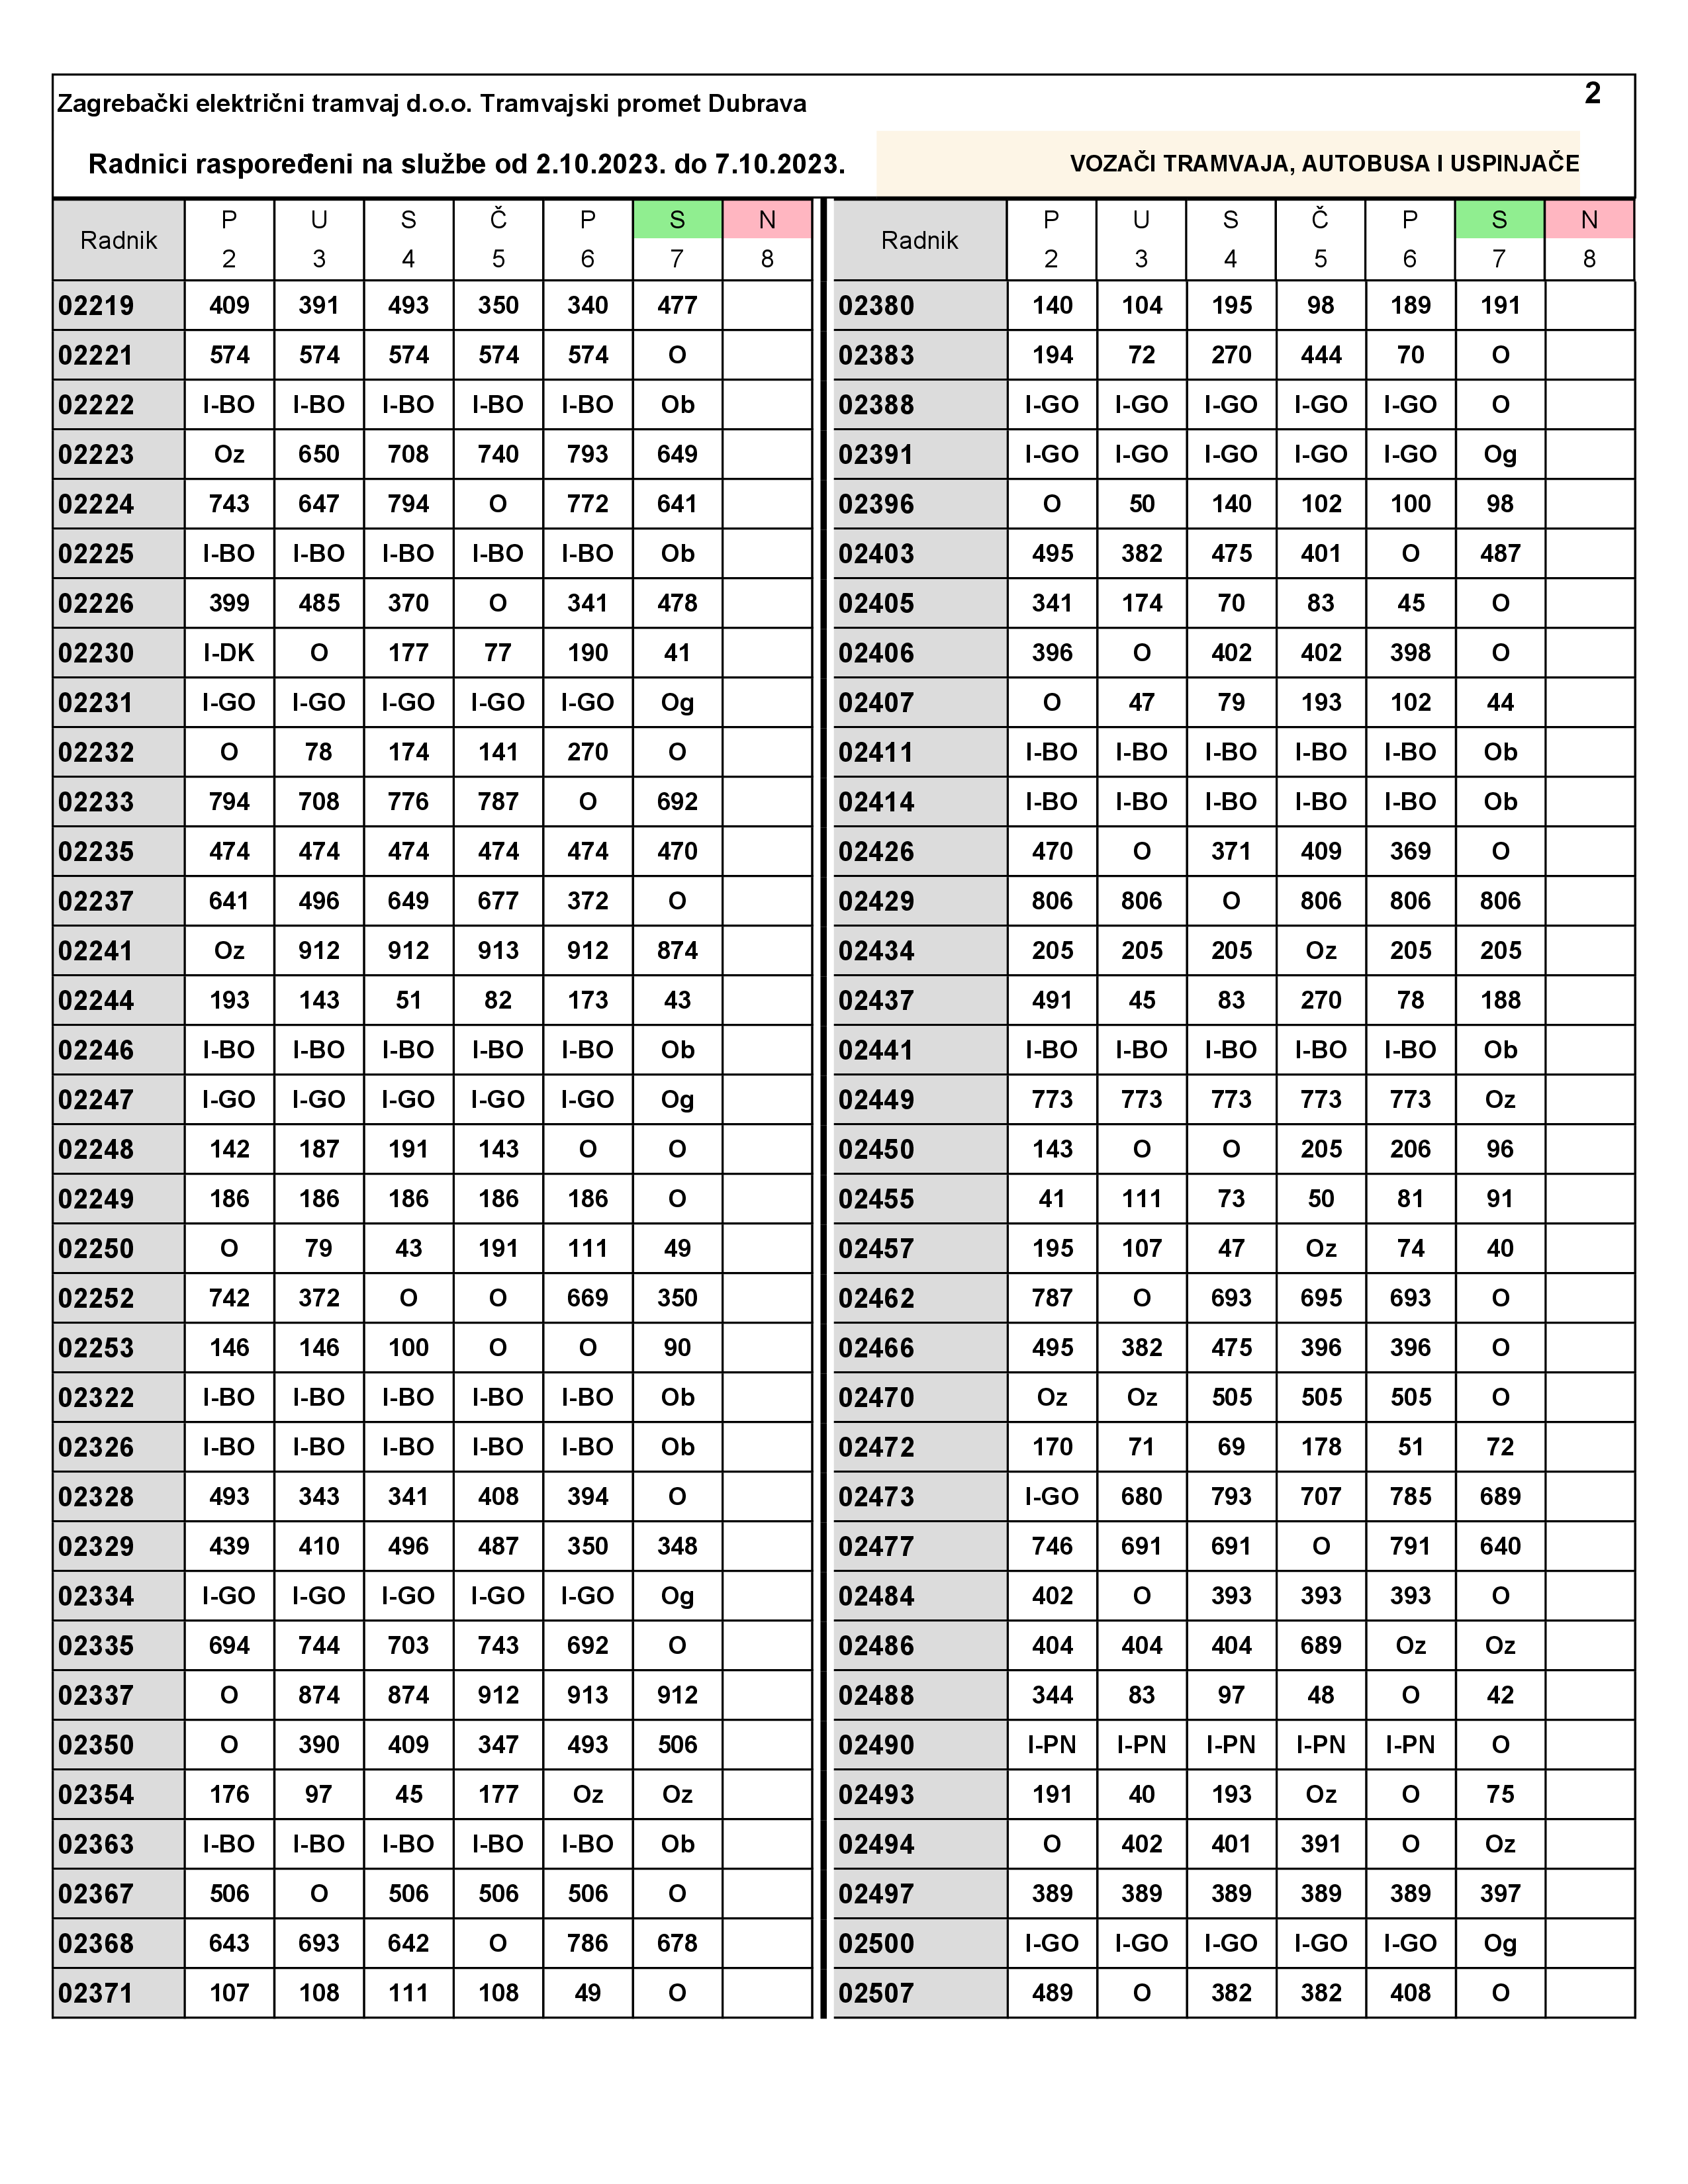 2
Zagrebački električni tramvaj d.o.o. Tramvajski promet Dubrava
Radnici raspoređeni na službe od 2.10.2023. do 7.10.2023. VOZAČI TRAMVAJA, AUTOBUSA I USPINJAČE
Radnik P U S Č P S N
2 3 4 5 6 7 8
02219 409 391 493 350 340 477
02221 574 574 574 574 574 O
02222 I-BO I-BO I-BO I-BO I-BO Ob
02223 Oz 650 708 740 793 649
02224 743 647 794 O 772 641
02225 I-BO I-BO I-BO I-BO I-BO Ob
02226 399 485 370 O 341 478
02230 I-DK O 177 77 190 41
02231 I-GO I-GO I-GO I-GO I-GO Og
02232 O 78 174 141 270 O
02233 794 708 776 787 O 692
02235 474 474 474 474 474 470
02237 641 496 649 677 372 O
02241 Oz 912 912 913 912 874
02244 193 143 51 82 173 43
02246 I-BO I-BO I-BO I-BO I-BO Ob
02247 I-GO I-GO I-GO I-GO I-GO Og
02248 142 187 191 143 O O
02249 186 186 186 186 186 O
02250 O 79 43 191 111 49
02252 742 372 O O 669 350
02253 146 146 100 O O 90
02322 I-BO I-BO I-BO I-BO I-BO Ob
02326 I-BO I-BO I-BO I-BO I-BO Ob
02328 493 343 341 408 394 O
02329 439 410 496 487 350 348
02334 I-GO I-GO I-GO I-GO I-GO Og
02335 694 744 703 743 692 O
02337 O 874 874 912 913 912
02350 O 390 409 347 493 506
02354 176 97 45 177 Oz Oz
02363 I-BO I-BO I-BO I-BO I-BO Ob
02367 506 O 506 506 506 O
02368 643 693 642 O 786 678
02371 107 108 111 108 49 O
Radnik P U S Č P S N
2 3 4 5 6 7 8
02380 140 104 195 98 189 191
02383 194 72 270 444 70 O
02388 I-GO I-GO I-GO I-GO I-GO O
02391 I-GO I-GO I-GO I-GO I-GO Og
02396 O 50 140 102 100 98
02403 495 382 475 401 O 487
02405 341 174 70 83 45 O
02406 396 O 402 402 398 O
02407 O 47 79 193 102 44
02411 I-BO I-BO I-BO I-BO I-BO Ob
02414 I-BO I-BO I-BO I-BO I-BO Ob
02426 470 O 371 409 369 O
02429 806 806 O 806 806 806
02434 205 205 205 Oz 205 205
02437 491 45 83 270 78 188
02441 I-BO I-BO I-BO I-BO I-BO Ob
02449 773 773 773 773 773 Oz
02450 143 O O 205 206 96
02455 41 111 73 50 81 91
02457 195 107 47 Oz 74 40
02462 787 O 693 695 693 O
02466 495 382 475 396 396 O
02470 Oz Oz 505 505 505 O
02472 170 71 69 178 51 72
02473 I-GO 680 793 707 785 689
02477 746 691 691 O 791 640
02484 402 O 393 393 393 O
02486 404 404 404 689 Oz Oz
02488 344 83 97 48 O 42
02490 I-PN I-PN I-PN I-PN I-PN O
02493 191 40 193 Oz O 75
02494 O 402 401 391 O Oz
02497 389 389 389 389 389 397
02500 I-GO I-GO I-GO I-GO I-GO Og
02507 489 O 382 382 408 O